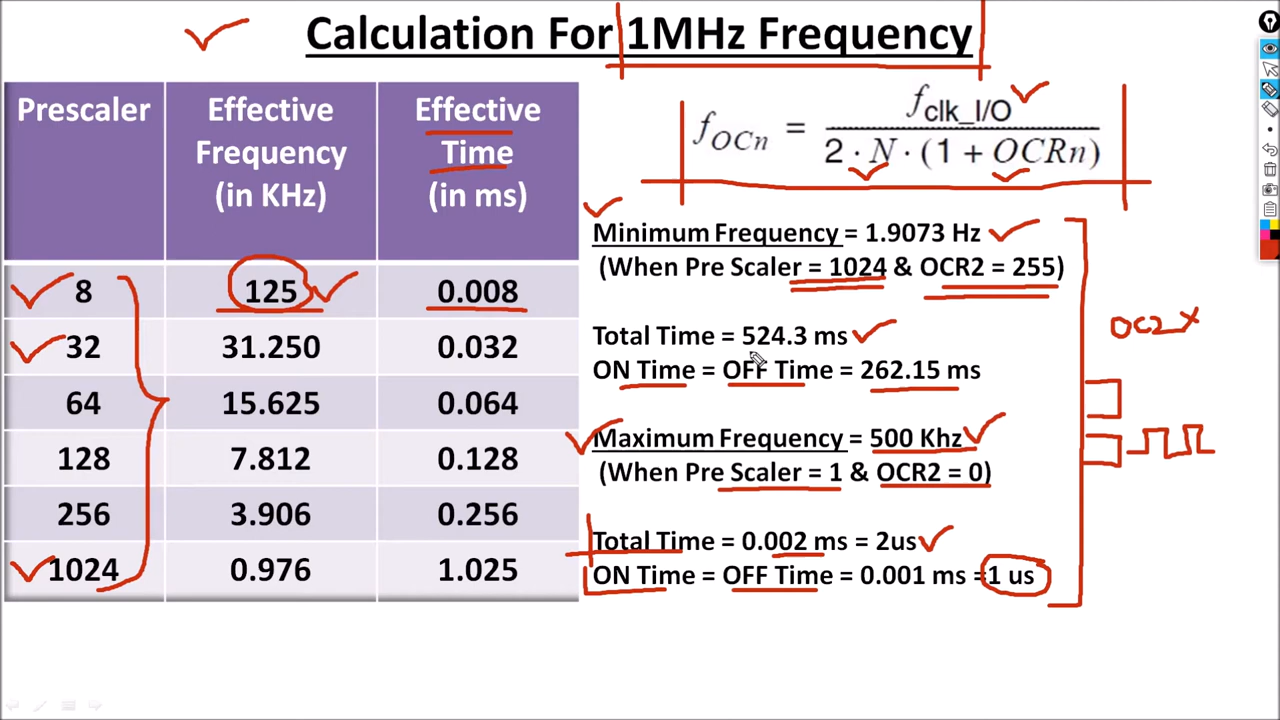 Calculation For 1MHz Frequency
Prescaler Effective Frequency (in KHz) Effective Time (in ms)
8 125 0.008
32 31.250 0.032
64 15.625 0.064
128 7.812 0.128
256 3.906 0.256
1024 0.976 1.025
fOCn = fclk_I/O / 2 · N · (1 + OCRn)
Minimum Frequency = 1.9073 Hz
(When Pre Scaler = 1024 & OCR2 = 255)
Total Time = 524.3 ms
ON Time = OFF Time = 262.15 ms
Maximum Frequency = 500 Khz
(When Pre Scaler = 1 & OCR2 = 0)
Total Time = 0.002 ms = 2us
ON Time = OFF Time = 0.001 ms = 1 us
OC2X